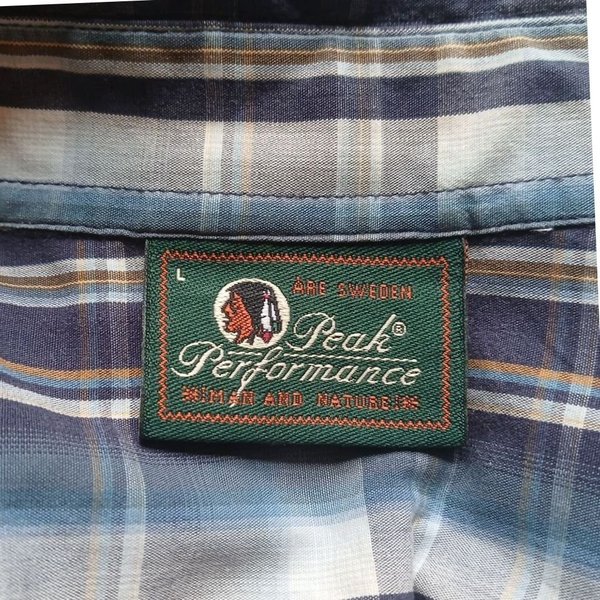 L
ÅRE SWEDEN
Peak®
Performance
MAN AND NATURE